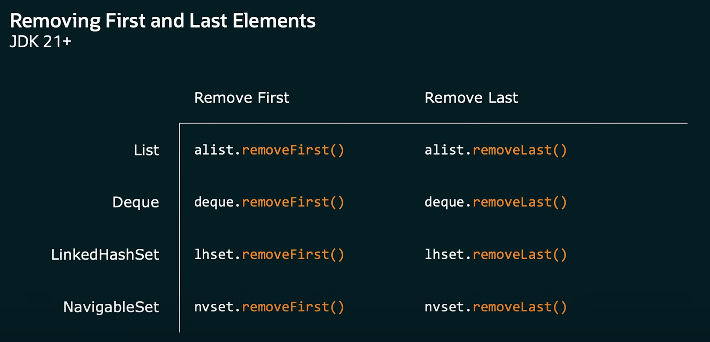 Removing First and Last Elements
JDK 21+
Remove First Remove Last
List alist.removeFirst() alist.removeLast()
Deque deque.removeFirst() deque.removeLast()
LinkedHashSet lhset.removeFirst() lhset.removeLast()
NavigableSet nvset.removeFirst() nvset.removeLast()